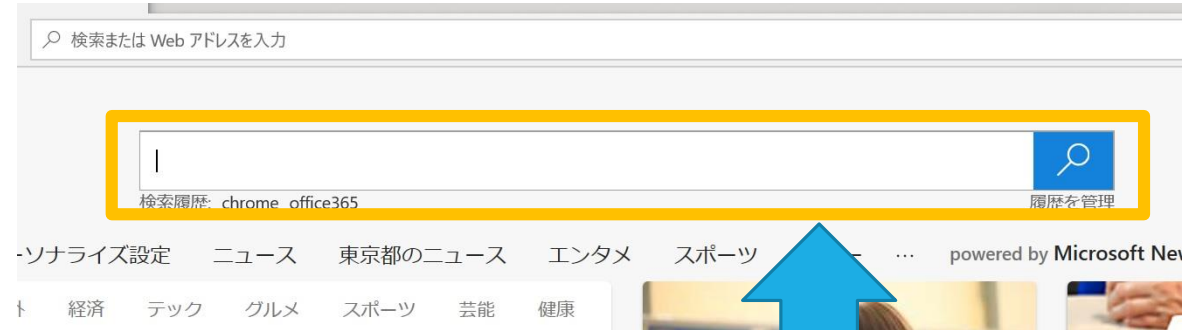 検索または Web アドレスを入力
検索履歴: chrome office365 履歴を管理
ーソナライズ設定 ニュース 東京都のニュース エンタメ スポーツ ... powered by Microsoft New
経済 テック グルメ スポーツ 芸能 健康